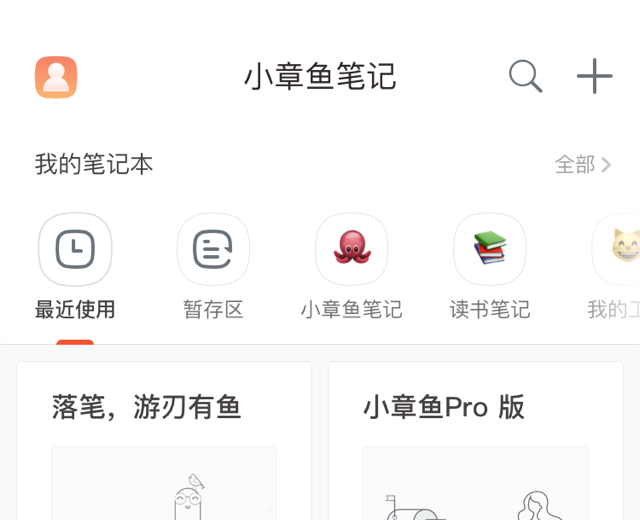 小章鱼笔记
我的笔记本
全部
最近使用
暂存区
小章鱼笔记
读书笔记
我的
落笔，游刃有鱼
小章鱼Pro 版